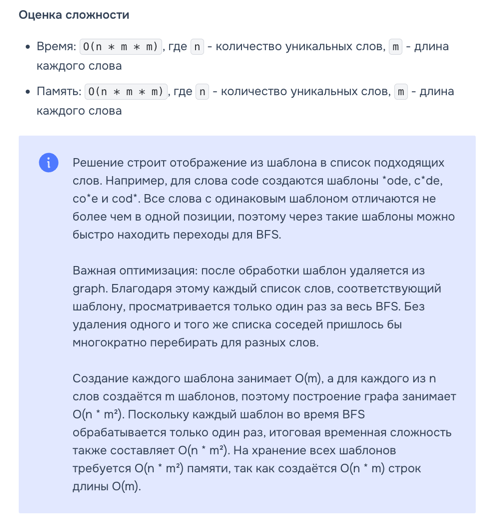 Оценка сложности
Время: O(n * m * m), где n - количество уникальных слов, m - длина
каждого слова
Память: O(n * m * m), где n - количество уникальных слов, m - длина
каждого слова
Решение строит отображение из шаблона в список подходящих
слов. Например, для слова code создаются шаблоны *ode, c*de,
co*e и cod*. Все слова с одинаковым шаблоном отличаются не
более чем в одной позиции, поэтому через такие шаблоны можно
быстро находить переходы для BFS.
Важная оптимизация: после обработки шаблон удаляется из
graph. Благодаря этому каждый список слов, соответствующий
шаблону, просматривается только один раз за весь BFS. Без
удаления одного и того же списка соседей пришлось бы
многократно перебирать для разных слов.
Создание каждого шаблона занимает O(m), а для каждого из n
слов создаётся m шаблонов, поэтому построение графа занимает
O(n * m²). Поскольку каждый шаблон во время BFS
обрабатывается только один раз, итоговая временная сложность
также составляет O(n * m²). На хранение всех шаблонов
требуется O(n * m²) памяти, так как создаётся O(n * m) строк
длины O(m).